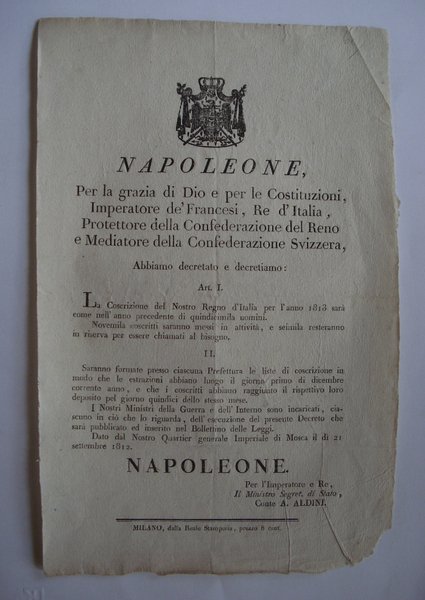 NAPOLEONE,
Per la grazia di Dio e per le Costituzioni,
Imperatore de' Francesi, Re d'Italia,
Protettore della Confederazione del Reno
e Mediatore della Confederazione Svizzera,
Abbiamo decretato e decretiamo:
Art. I.
La Coscrizione del Nostro Regno d'Italia per l'anno 1813 sarà
come nell'anno precedente di quindicimila uomini.
Novemila coscritti saranno messi in attività, e seimila resteranno
in riserva per essere chiamati al bisogno.
II.
Saranno formate presso ciascuna Prefettura le liste di coscrizione in
modo che le estrazioni abbiano luogo il giorno primo di dicembre
corrente anno, e che i coscritti abbiano raggiunto il rispettivo loro
deposito pel giorno quindici dello stesso mese.
I Nostri Ministri della Guerra e dell'Interno sono incaricati, cia-
scuno in ciò che lo riguarda, dell'esecuzione del presente Decreto che
sarà pubblicato ed inserito nel Bollettino delle Leggi.
Dato dal Nostro Quartier generale Imperiale di Mosca il dì 21
settembre 1812.
NAPOLEONE.
Per l'Imperatore e Re,
Il Ministro Segret. di Stato,
Conte A. ALDINI.
MILANO, dalla Reale Stamperia, prezzo 6 cent.